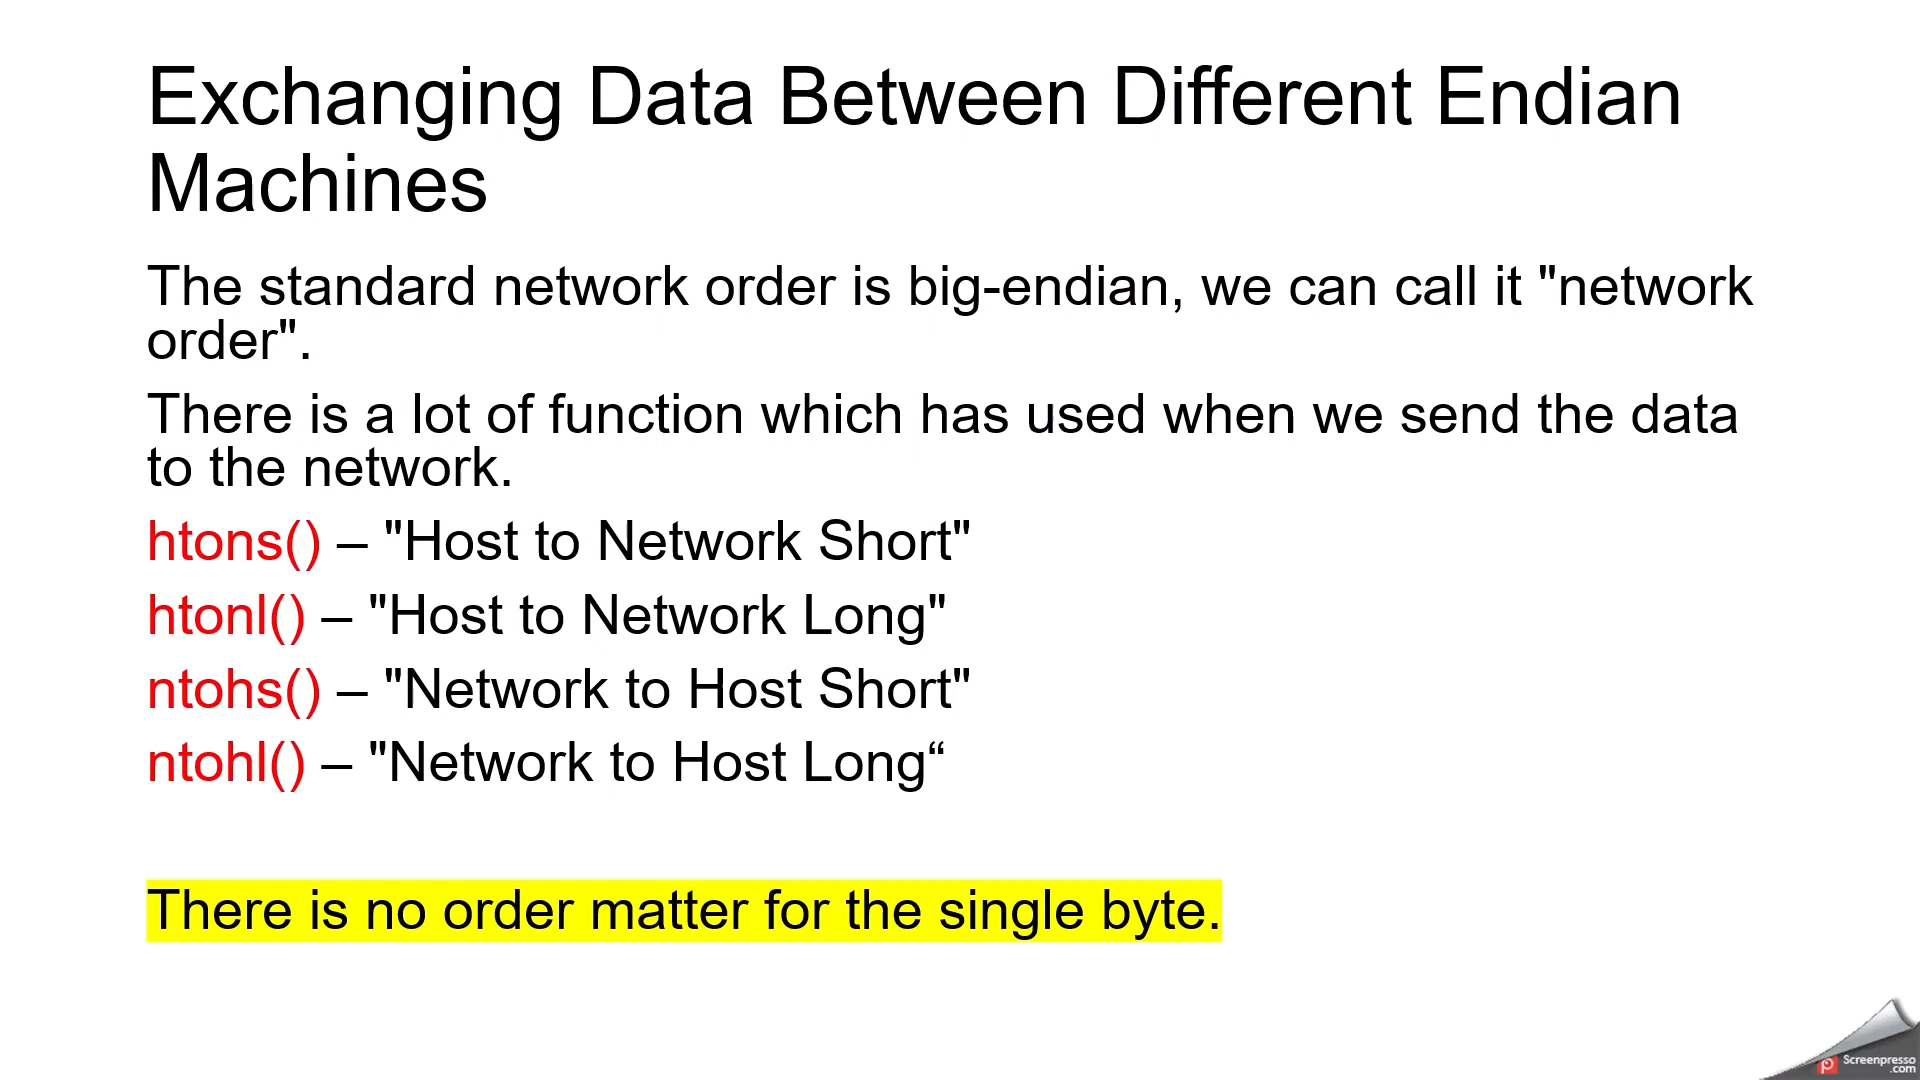 Exchanging Data Between Different Endian
Machines
The standard network order is big-endian, we can call it "network
order".
There is a lot of function which has used when we send the data
to the network.
htons() – "Host to Network Short"
htonl() – "Host to Network Long"
ntohs() – "Network to Host Short"
ntohl() – "Network to Host Long“
There is no order matter for the single byte.
Screenpresso
.com